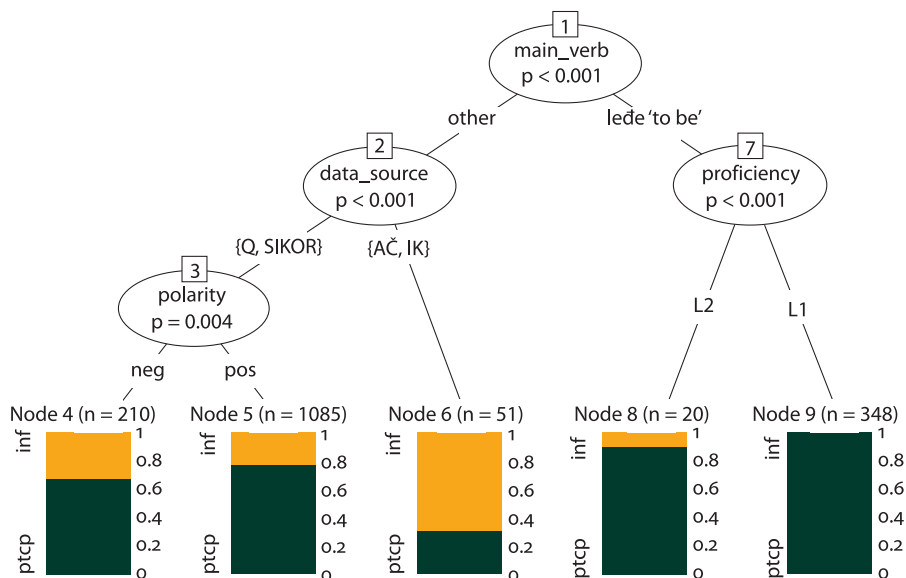 1
main_verb
p < 0.001
other
leđe ‘to be’
2
data_source
p < 0.001
7
proficiency
p < 0.001
{Q, SIKOR}
{AČ, IK}
3
polarity
p = 0.004
L2
L1
neg
pos
Node 4 (n = 210)
inf
ptcp
1
0.8
0.6
0.4
0.2
0
Node 5 (n = 1085)
inf
ptcp
1
0.8
0.6
0.4
0.2
0
Node 6 (n = 51)
inf
ptcp
1
0.8
0.6
0.4
0.2
0
Node 8 (n = 20)
inf
ptcp
1
0.8
0.6
0.4
0.2
0
Node 9 (n = 348)
inf
ptcp
1
0.8
0.6
0.4
0.2
0